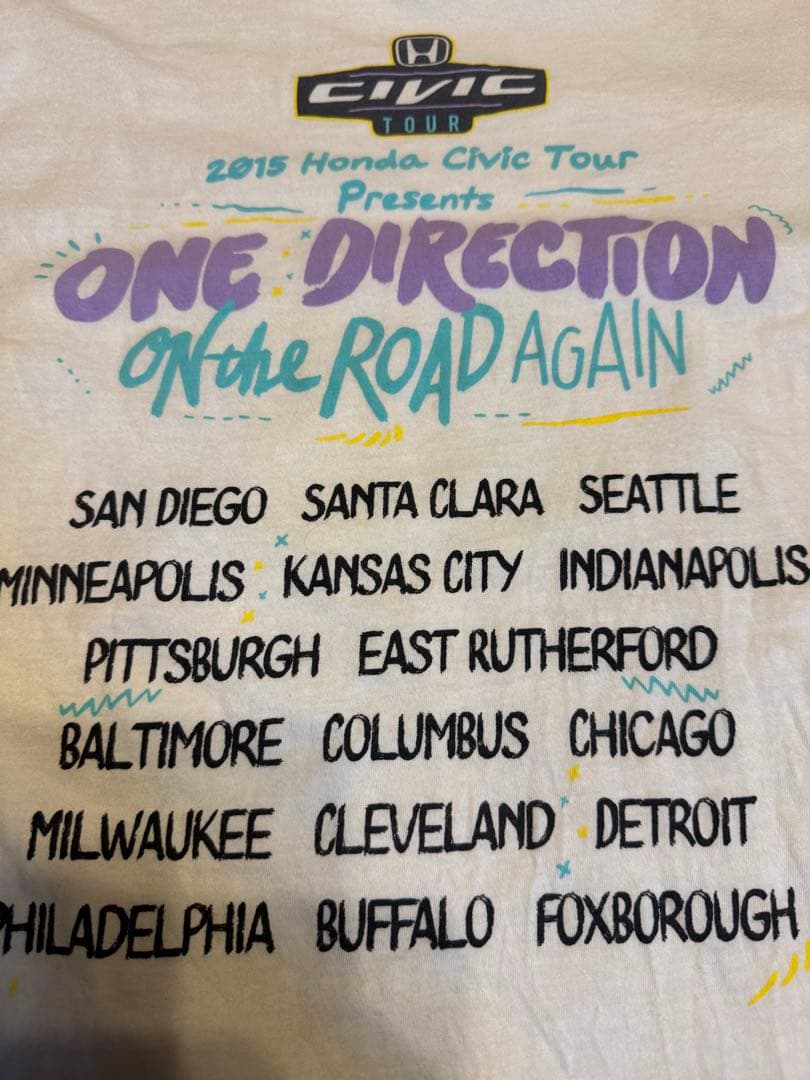 CIVIC
TOUR
2015 Honda Civic Tour
Presents
ONE DIRECTION
ON the ROAD AGAIN
SAN DIEGO SANTA CLARA SEATTLE
MINNEAPOLIS KANSAS CITY INDIANAPOLIS
PITTSBURGH EAST RUTHERFORD
BALTIMORE COLUMBUS CHICAGO
MILWAUKEE CLEVELAND DETROIT
PHILADELPHIA BUFFALO FOXBOROUGH